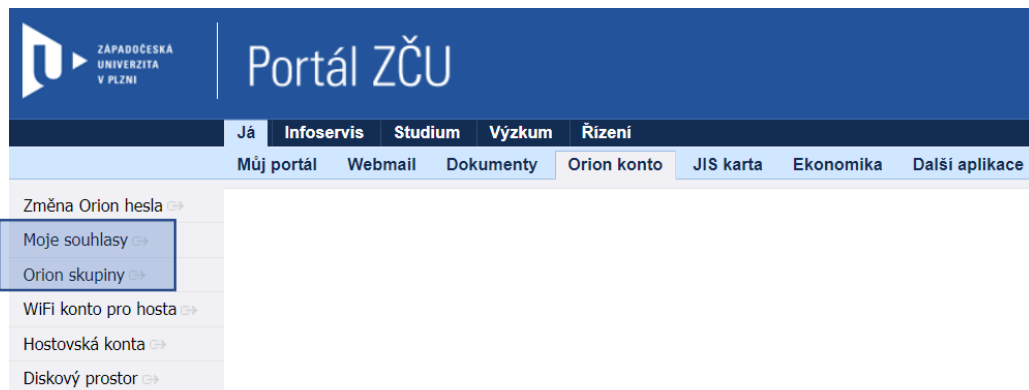 ZÁPADOČESKÁ
UNIVERZITA
V PLZNI
Portál ZČU
Já Infoservis Studium Výzkum Řízení
Můj portál Webmail Dokumenty Orion konto JIS karta Ekonomika Další aplikace
Změna Orion hesla
Moje souhlasy
Orion skupiny
WiFi konto pro hosta
Hostovská konta
Diskový prostor